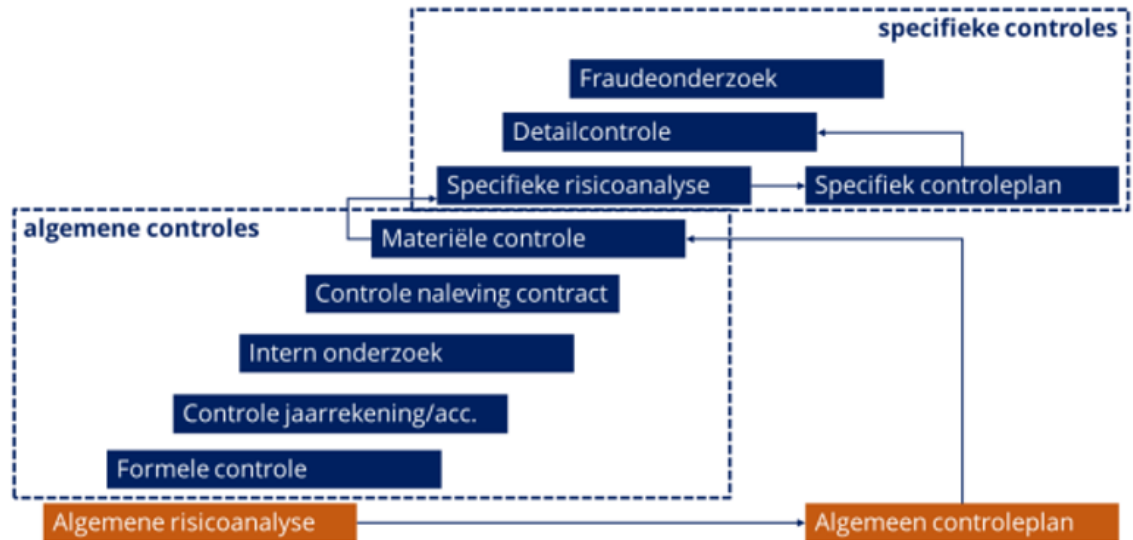 specifieke controles
Fraudeonderzoek
Detailcontrole
Specifieke risicoanalyse
Specifiek controleplan
algemene controles
Materiële controle
Controle naleving contract
Intern onderzoek
Controle jaarrekening/acc.
Formele controle
Algemene risicoanalyse
Algemeen controleplan